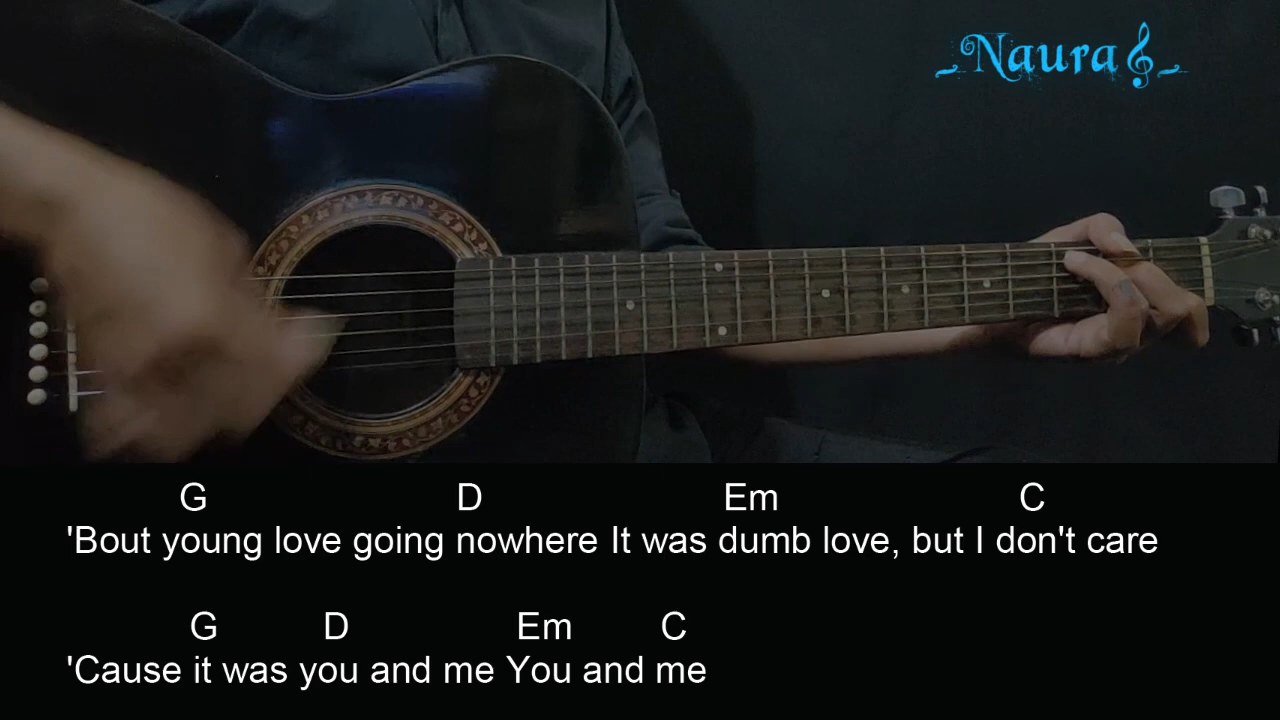 Naura
G D Em C
'Bout young love going nowhere It was dumb love, but I don't care
G D Em C
'Cause it was you and me You and me